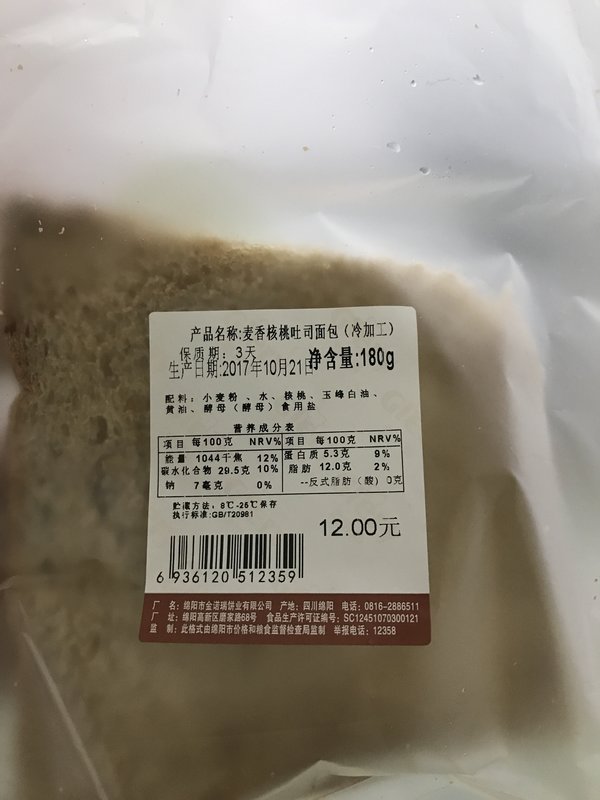 产品名称:麦香核桃吐司面包（冷加工）
保质期：3天
生产日期:2017年10月21日
净含量:180g
配料：小麦粉、水、核桃、玉峰白油、
黄油、酵母（酵母）食用盐
营养成分表
项目 每100克 NRV% 项目 每100克 NRV%
能量 1044千焦 12% 蛋白质 5.3克 9%
碳水化合物 29.5克 10% 脂肪 12.0克 2%
钠 7毫克 0% --反式脂肪（酸）0克
贮藏方法：8℃-25℃保存
执行标准:GB/T20981
12.00元
6 936120 512359
厂 名：绵阳市金诺瑞饼业有限公司 产地：四川绵阳 电话：0816-2886511
厂 址：绵阳高新区磨家路68号 食品生产许可证编号：SC12451070300121
监 制：此格式由绵阳市价格和粮食监督检查局监制 举报电话：12358